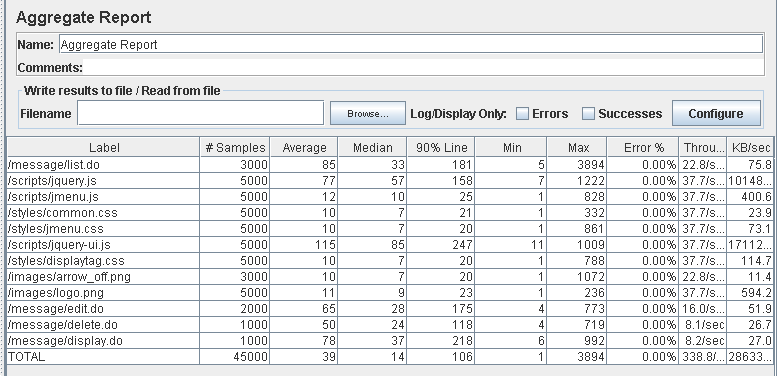 Aggregate Report
Name: Aggregate Report
Comments:
Write results to file / Read from file
Filename Browse... Log/Display Only: Errors Successes Configure
Label # Samples Average Median 90% Line Min Max Error % Throu... KB/sec
/message/list.do 3000 85 33 181 5 3894 0.00% 22.8/s... 75.8
/scripts/jquery.js 5000 77 57 158 7 1222 0.00% 37.7/s... 10148...
/scripts/jmenu.js 5000 12 10 25 1 828 0.00% 37.7/s... 400.6
/styles/common.css 5000 10 7 21 1 332 0.00% 37.7/s... 23.9
/styles/jmenu.css 5000 10 7 20 1 861 0.00% 37.7/s... 73.1
/scripts/jquery-ui.js 5000 115 85 247 11 1009 0.00% 37.7/s... 17112...
/styles/displaytag.css 5000 10 7 20 1 788 0.00% 37.7/s... 114.7
/images/arrow_off.png 3000 10 7 20 1 1072 0.00% 22.8/s... 11.4
/images/logo.png 5000 11 9 23 1 236 0.00% 37.7/s... 594.2
/message/edit.do 2000 65 28 175 4 773 0.00% 16.0/s... 51.9
/message/delete.do 1000 50 24 118 4 719 0.00% 8.1/sec 26.7
/message/display.do 1000 78 37 218 6 992 0.00% 8.2/sec 27.0
TOTAL 45000 39 14 106 1 3894 0.00% 338.8/... 28633...